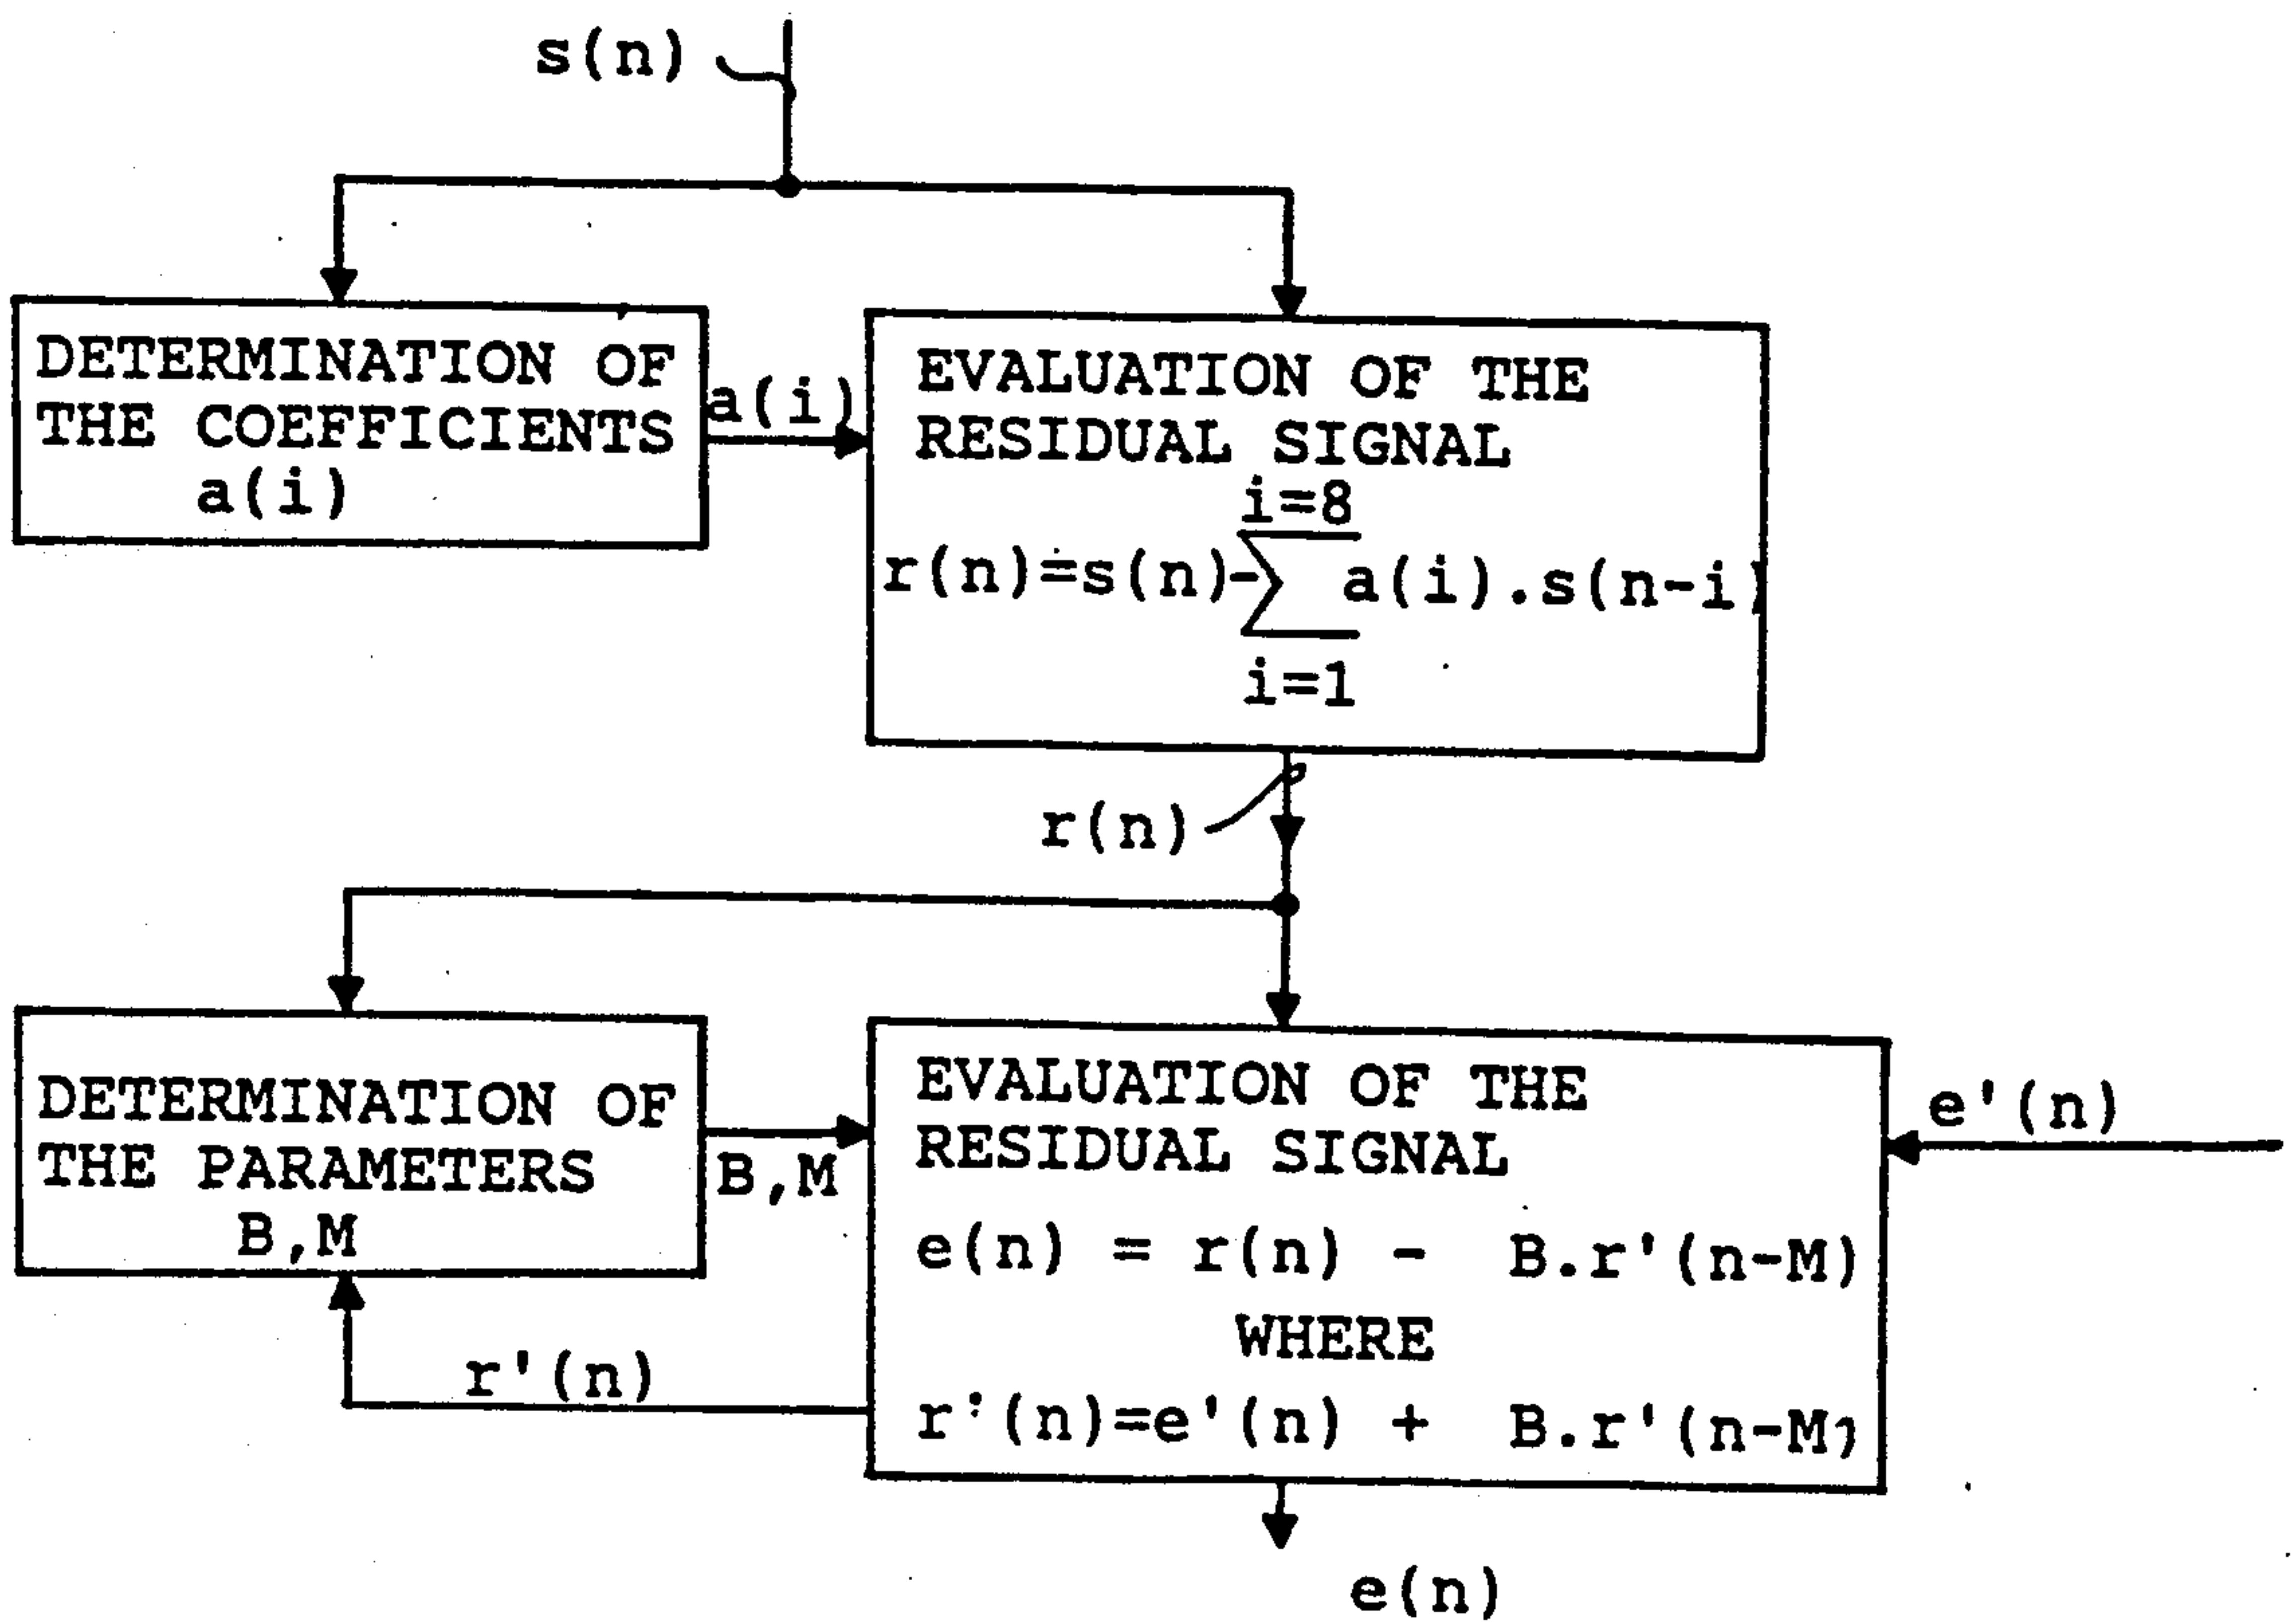 s(n)
DETERMINATION OF
THE COEFFICIENTS
a(i)
a(i)
EVALUATION OF THE
RESIDUAL SIGNAL
i=8
r(n)=s(n)-∑ a(i).s(n-i)
i=1
r(n)
DETERMINATION OF
THE PARAMETERS
B,M
B,M
EVALUATION OF THE
RESIDUAL SIGNAL
e(n) = r(n) - B.r'(n-M)
WHERE
r'(n)=e'(n) + B.r'(n-M)
e'(n)
r'(n)
e(n)